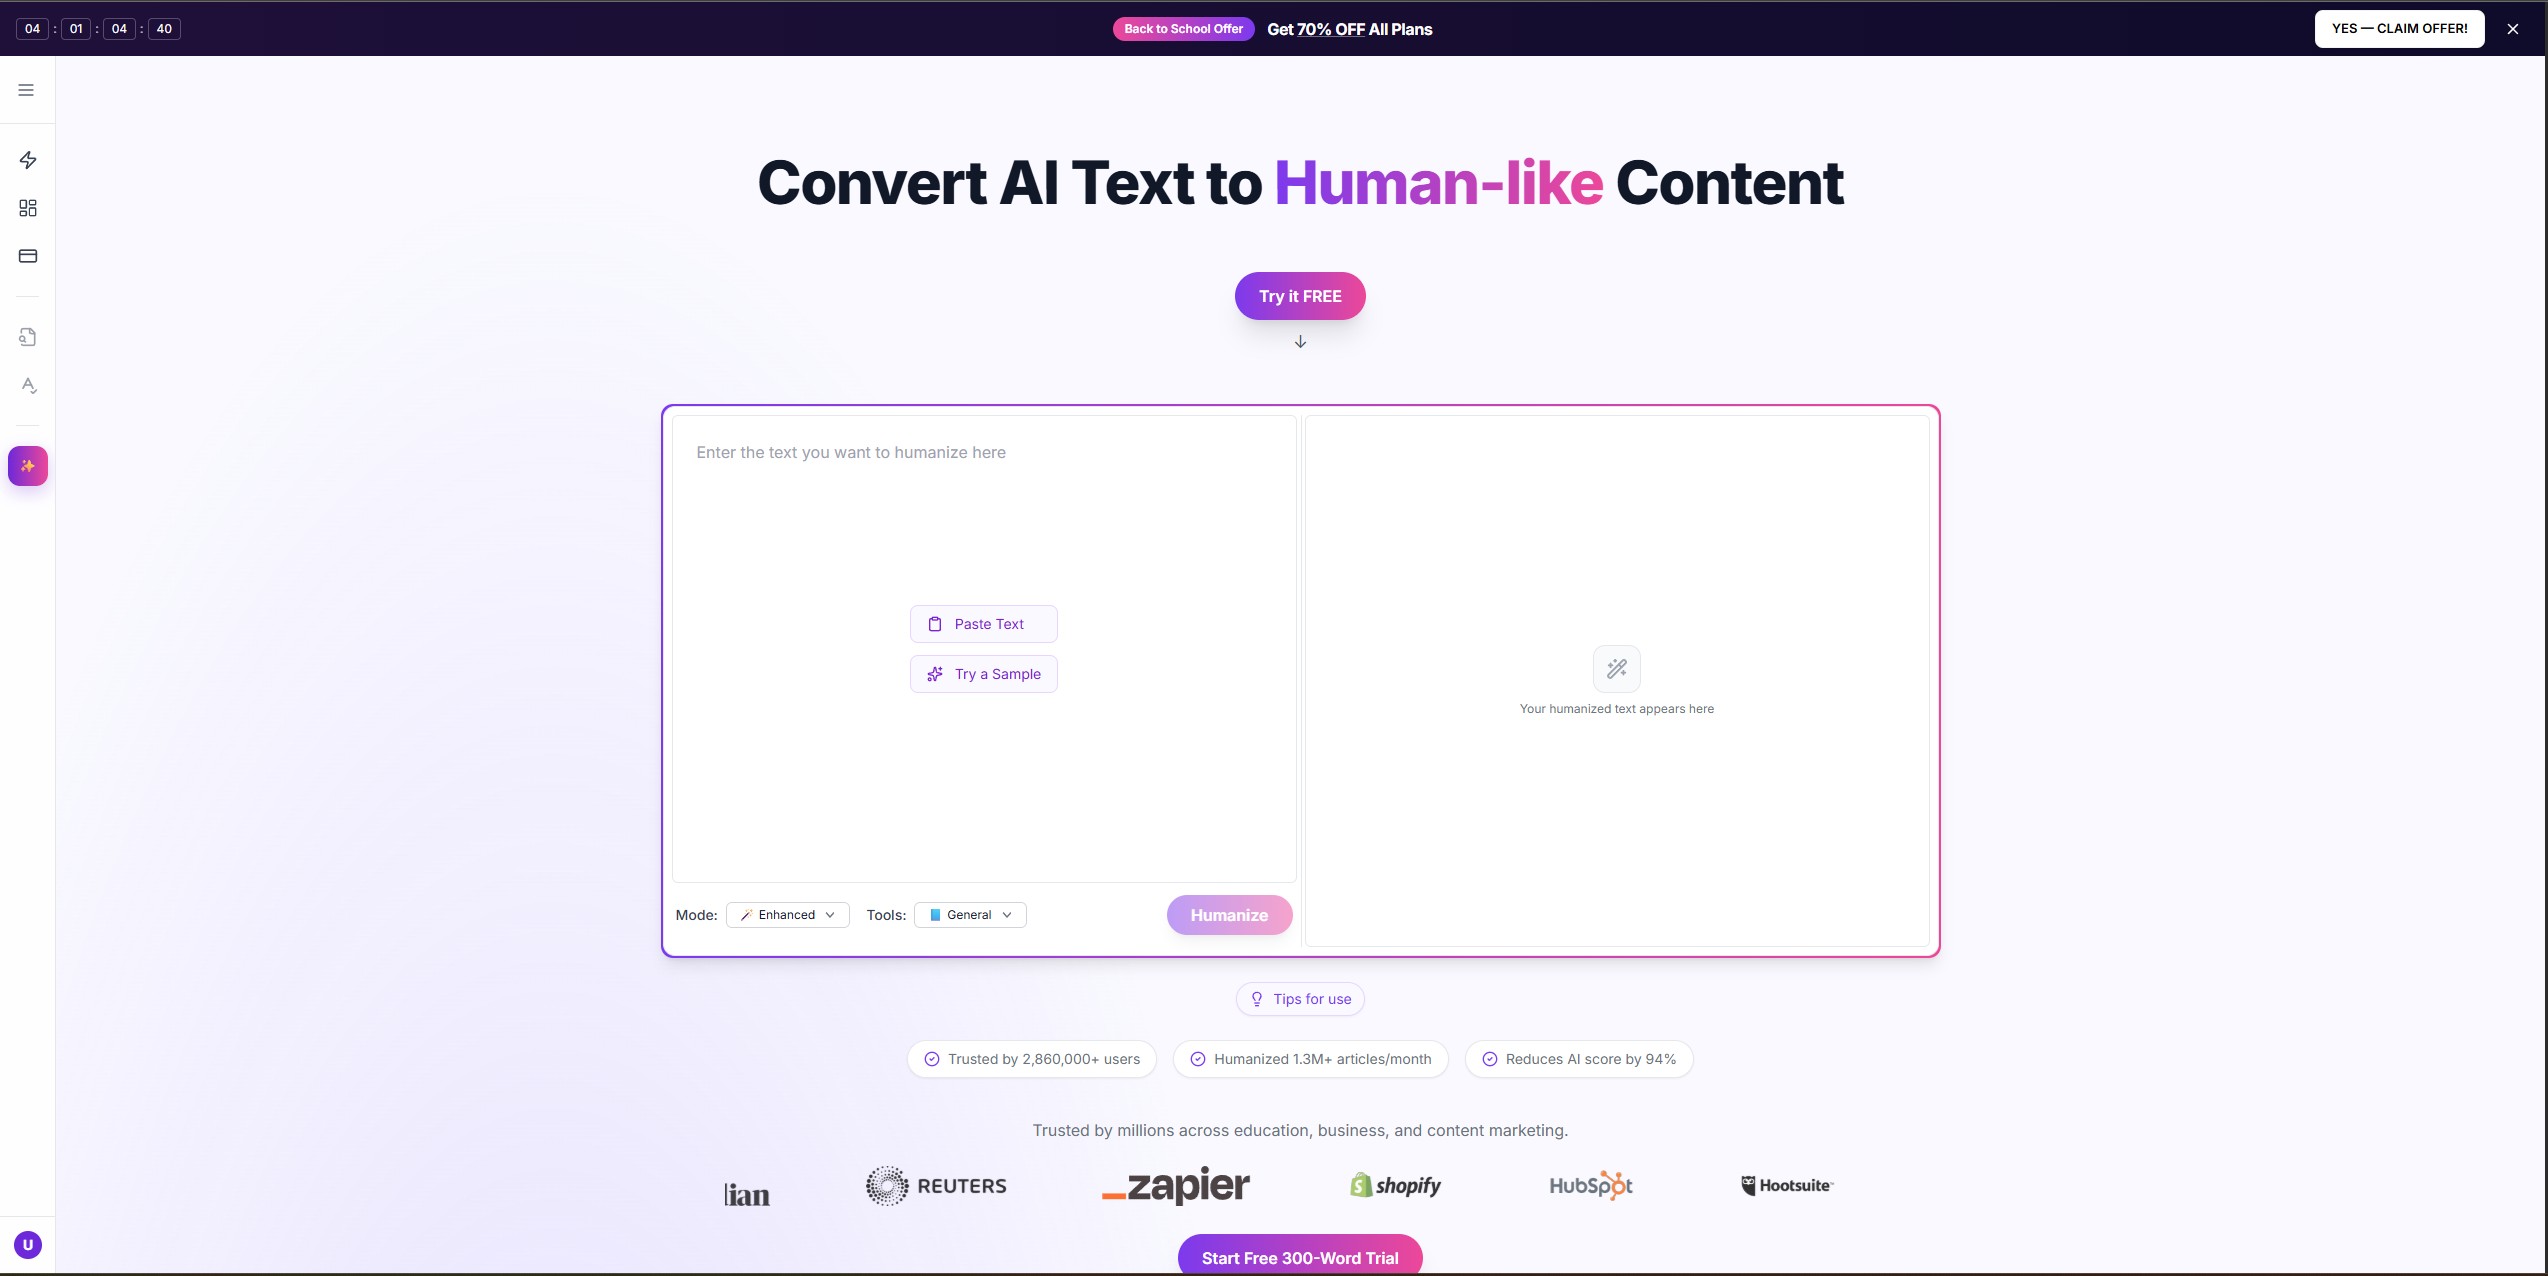 04 : 01 : 04 : 40
Back to School Offer Get 70% OFF All Plans
YES — CLAIM OFFER!
Convert AI Text to Human-like Content
Try it FREE
Enter the text you want to humanize here
Paste Text
Try a Sample
Your humanized text appears here
Mode: Enhanced Tools: General Humanize
Tips for use
Trusted by 2,860,000+ users
Humanized 1.3M+ articles/month
Reduces AI score by 94%
Trusted by millions across education, business, and content marketing.
lian
REUTERS
zapier
shopify
HubSpot
Hootsuite
U
Start Free 300-Word Trial